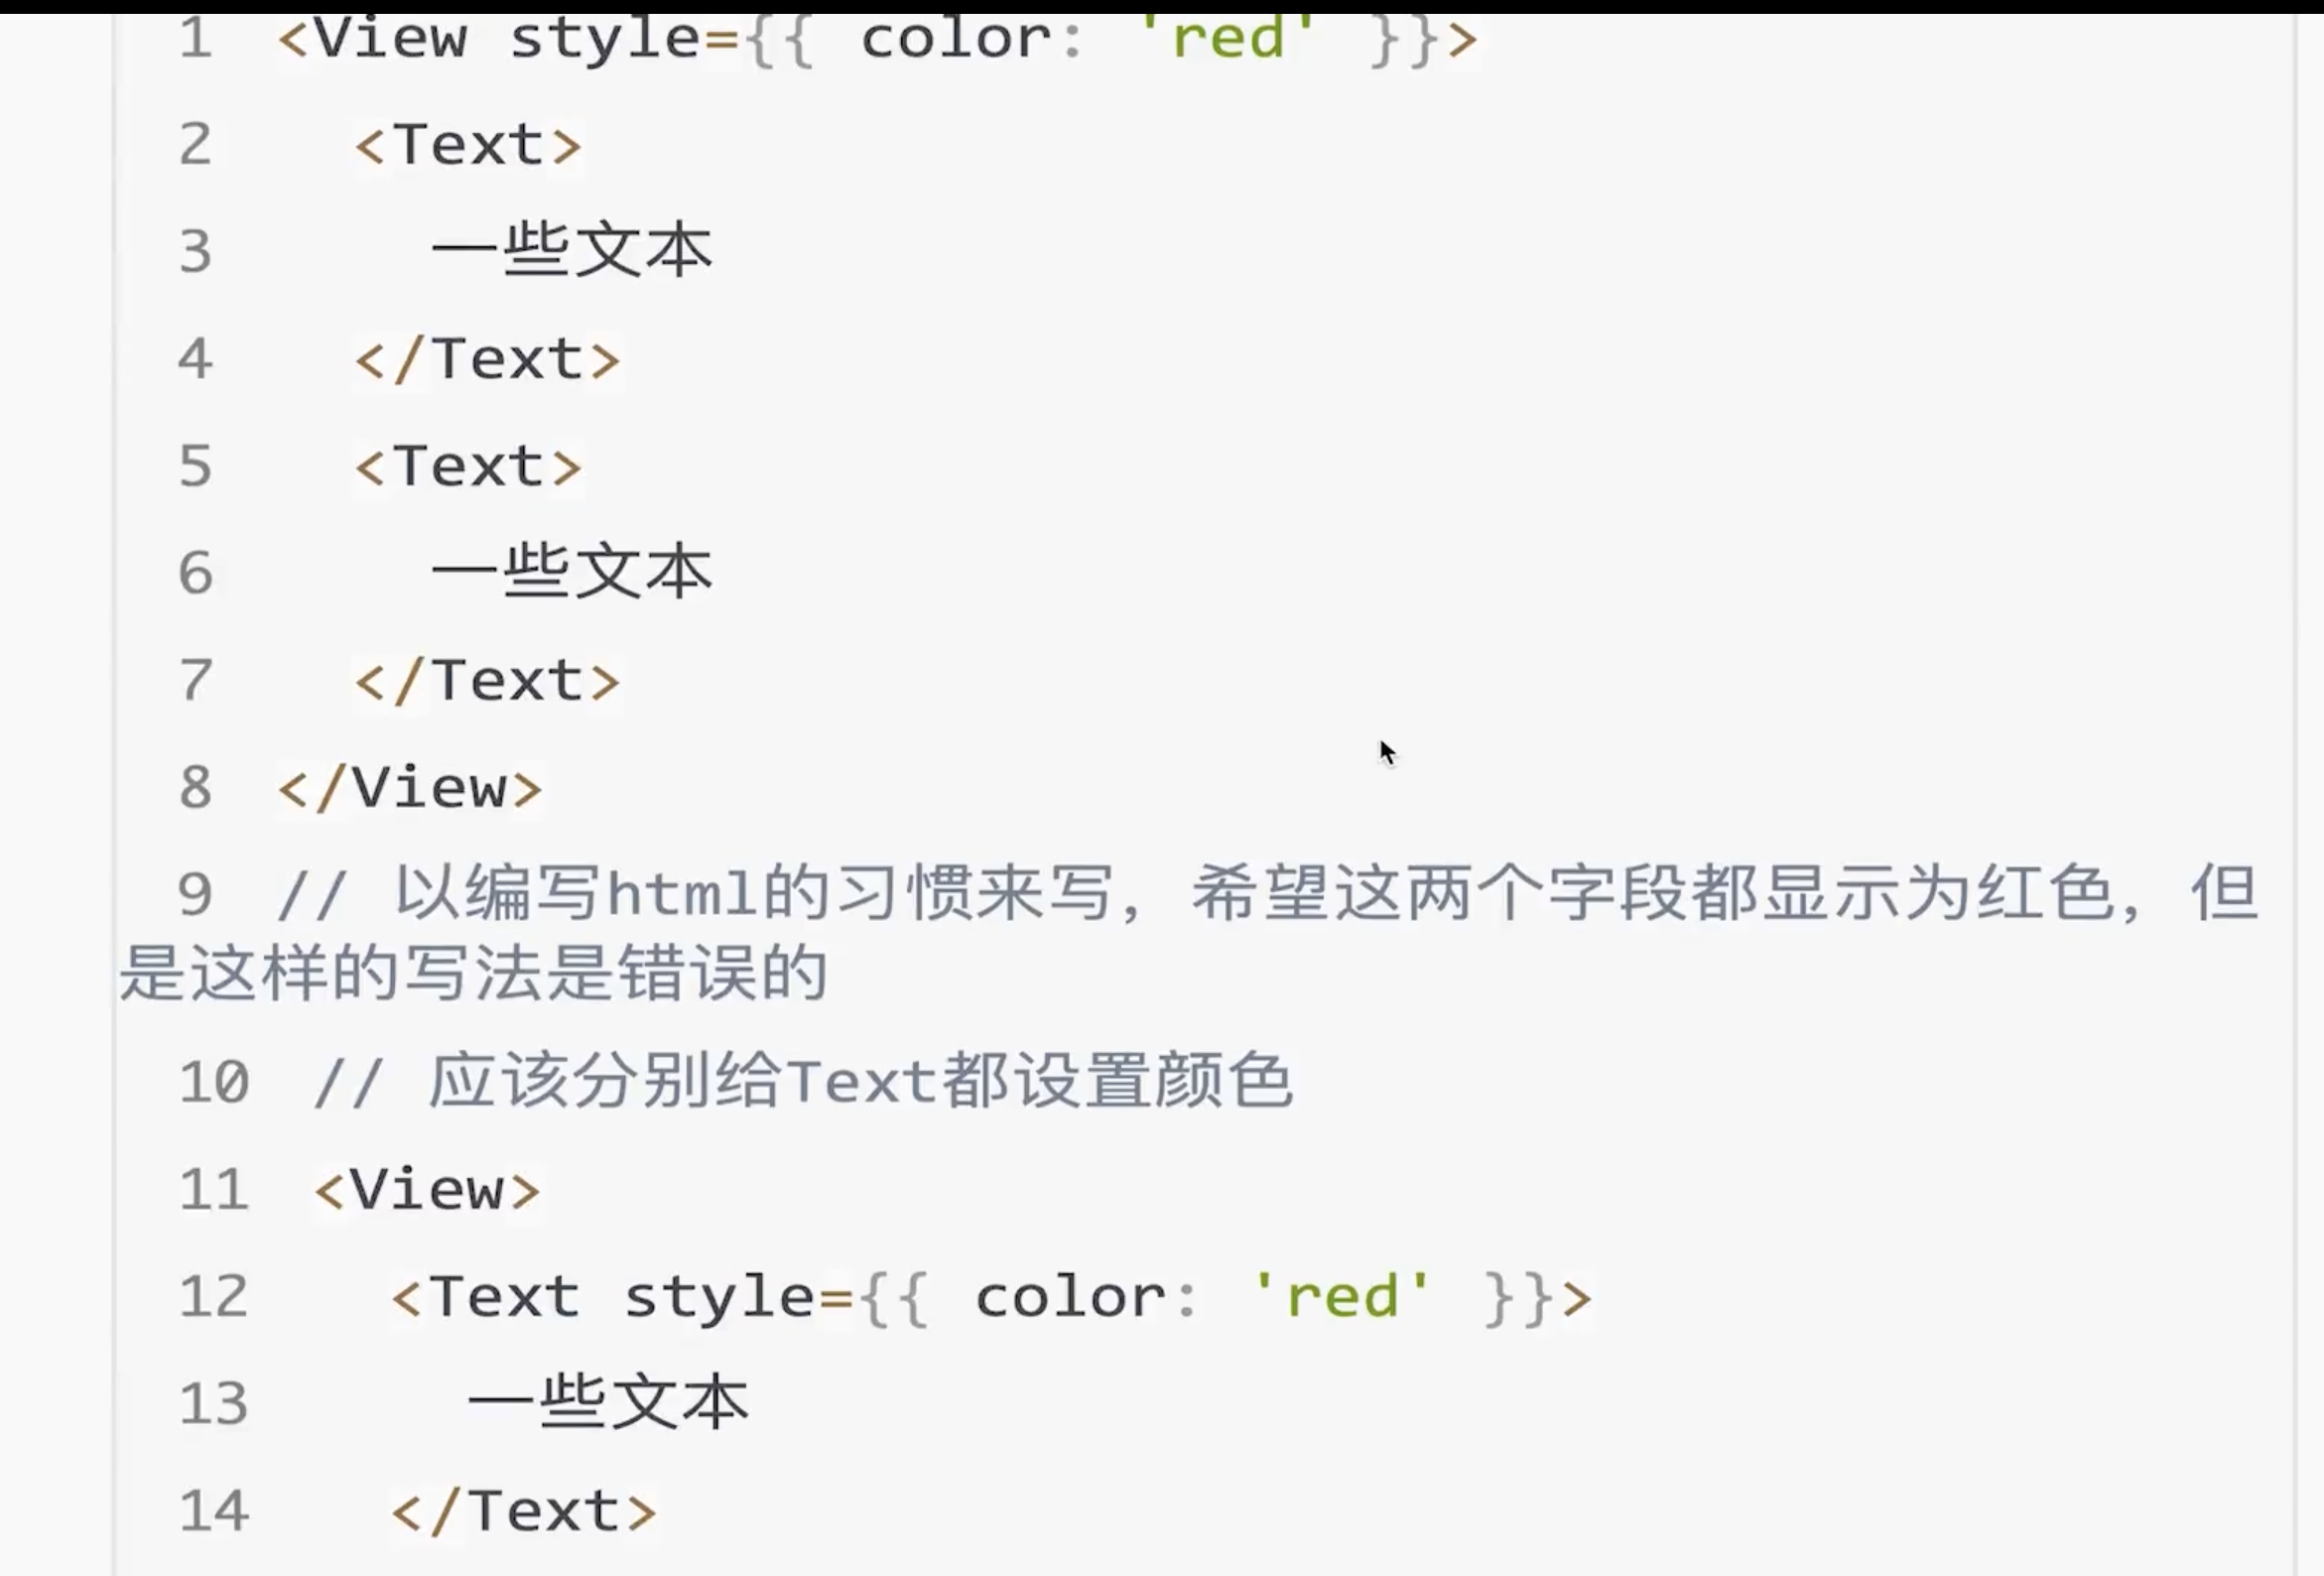 1 <View style={{ color: 'red' }}>
2 <Text>
3 一些文本
4 </Text>
5 <Text>
6 一些文本
7 </Text>
8 </View>
9 // 以编写html的习惯来写，希望这两个字段都显示为红色，但
是这样的写法是错误的
10 // 应该分别给Text都设置颜色
11 <View>
12 <Text style={{ color: 'red' }}>
13 一些文本
14 </Text>